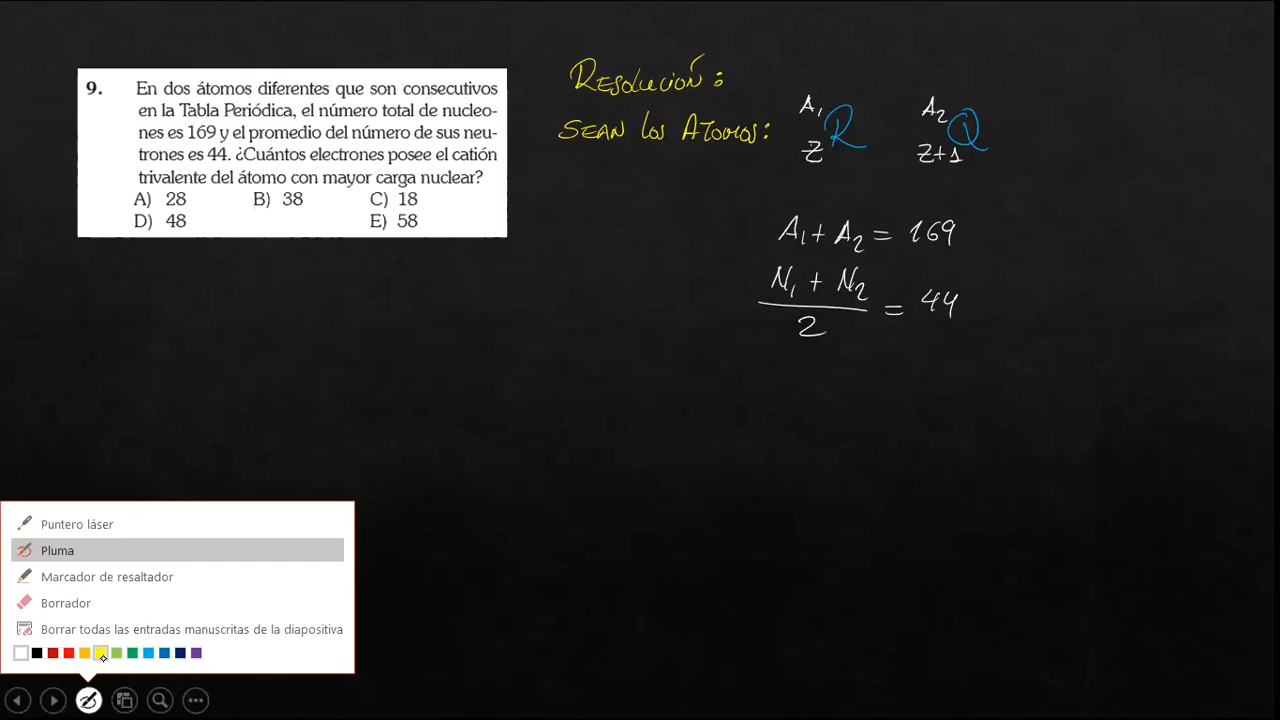 9. En dos átomos diferentes que son consecutivos
en la Tabla Periódica, el número total de nucleo-
nes es 169 y el promedio del número de sus neu-
trones es 44. ¿Cuántos electrones posee el catión
trivalente del átomo con mayor carga nuclear?
A) 28 B) 38 C) 18
D) 48 E) 58
RESOLUCIÓN:
SEAN LOS ATOMOS: A₁ Z R A₂ Z+1 Q
A₁ + A₂ = 169
N₁ + N₂
2 = 44
Puntero láser
Pluma
Marcador de resaltador
Borrador
Borrar todas las entradas manuscritas de la diapositiva